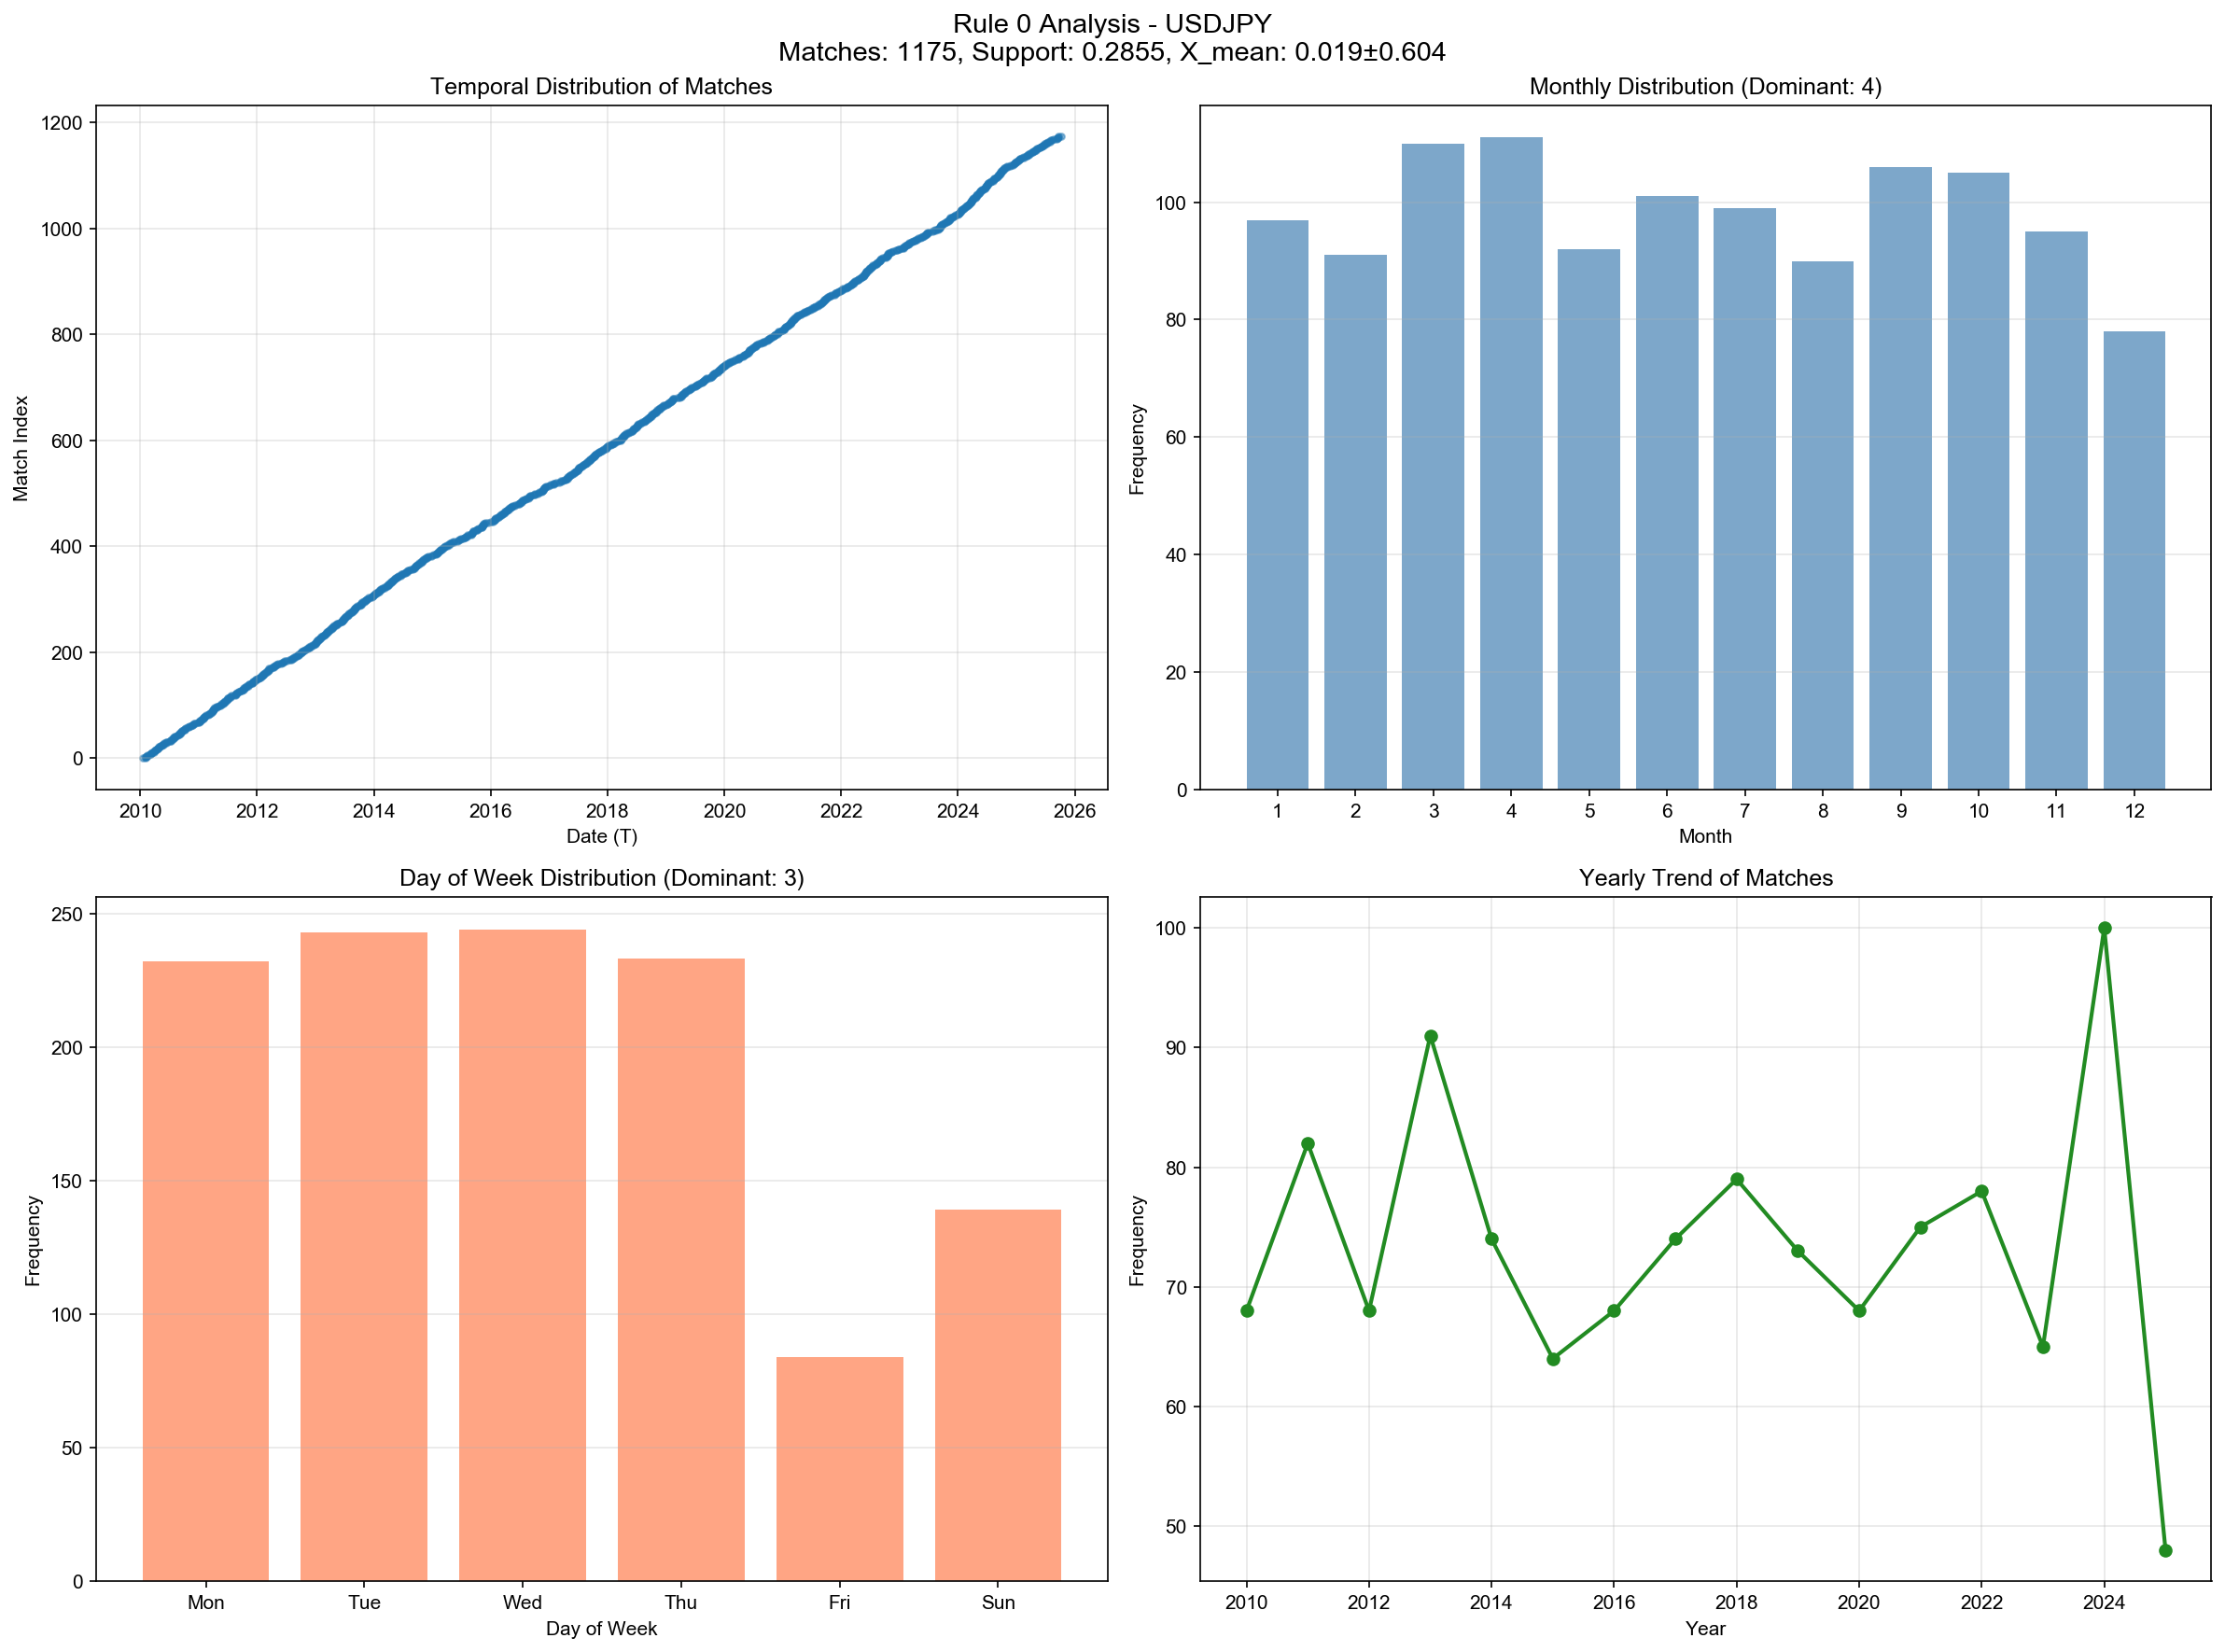 Rule 0 Analysis - USDJPY
Matches: 1175, Support: 0.2855, X_mean: 0.019±0.604
Temporal Distribution of Matches
1200
1000
800
600
400
200
0
Match Index
2010 2012 2014 2016 2018 2020 2022 2024 2026
Date (T)
Monthly Distribution (Dominant: 4)
100
80
60
40
20
0
Frequency
1 2 3 4 5 6 7 8 9 10 11 12
Month
Day of Week Distribution (Dominant: 3)
250
200
150
100
50
0
Frequency
Mon Tue Wed Thu Fri Sun
Day of Week
Yearly Trend of Matches
100
90
80
70
60
50
Frequency
2010 2012 2014 2016 2018 2020 2022 2024
Year